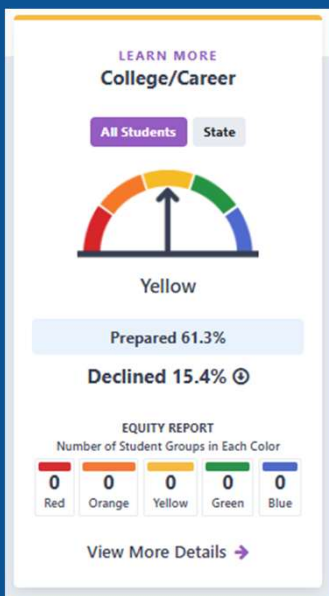 LEARN MORE
College/Career
All Students State
Yellow
Prepared 61.3%
Declined 15.4%
EQUITY REPORT
Number of Student Groups in Each Color
0 0 0 0 0
Red Orange Yellow Green Blue
View More Details